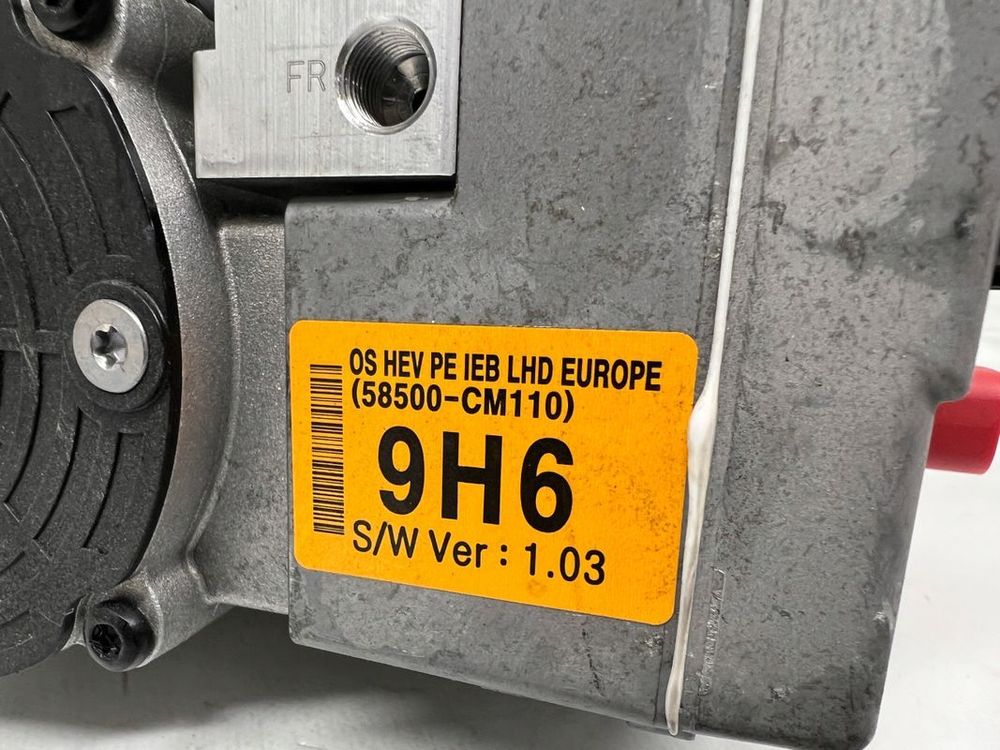 FR
OS HEV PE IEB LHD EUROPE
(58500-CM110)
9H6
S/W Ver : 1.03